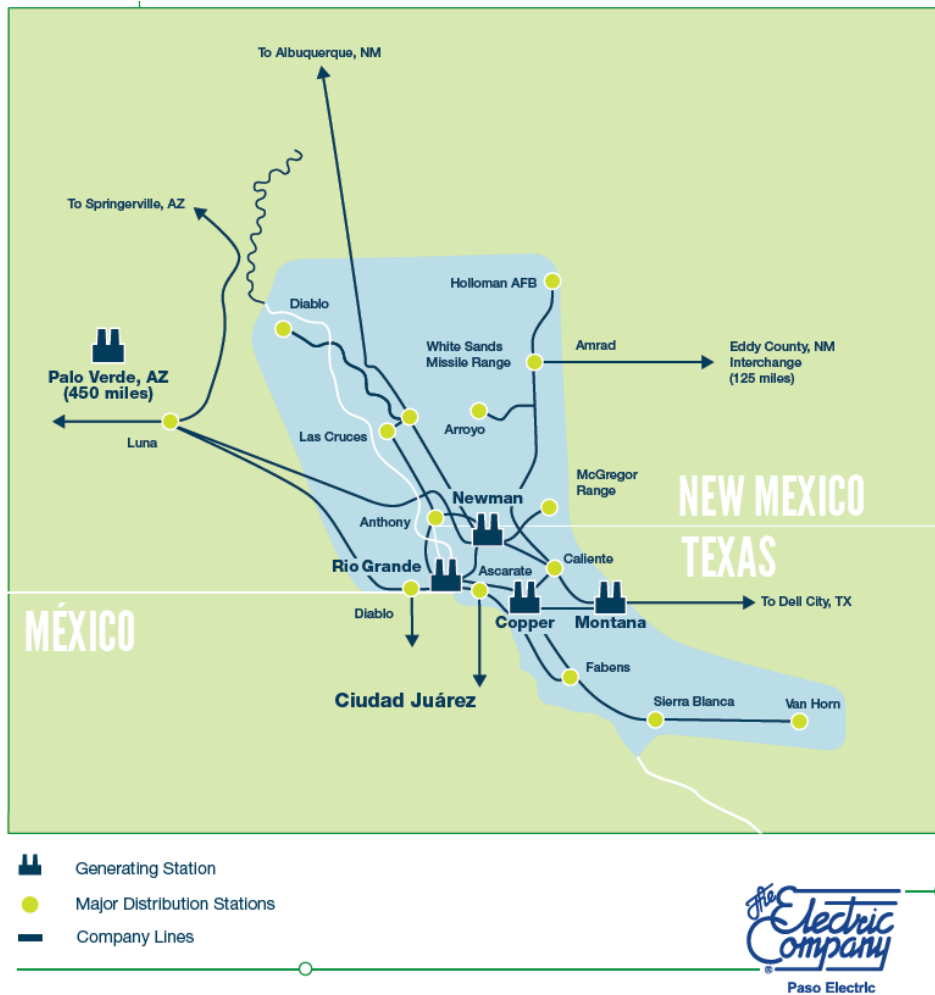 To Albuquerque, NM
To Springerville, AZ
Holloman AFB
Diablo
White Sands
Missile Range
Amrad
Eddy County, NM
Interchange
(125 miles)
Palo Verde, AZ
(450 miles)
Luna
Las Cruces
Arroyo
McGregor
Range
Newman
NEW MEXICO
Anthony
TEXAS
Rio Grande
Ascarate
Caliente
Diablo
Copper
Montana
To Dell City, TX
MÉXICO
Fabens
Ciudad Juárez
Sierra Blanca
Van Horn
Generating Station
Major Distribution Stations
Company Lines
The
Electric
Company
®
Paso Electric